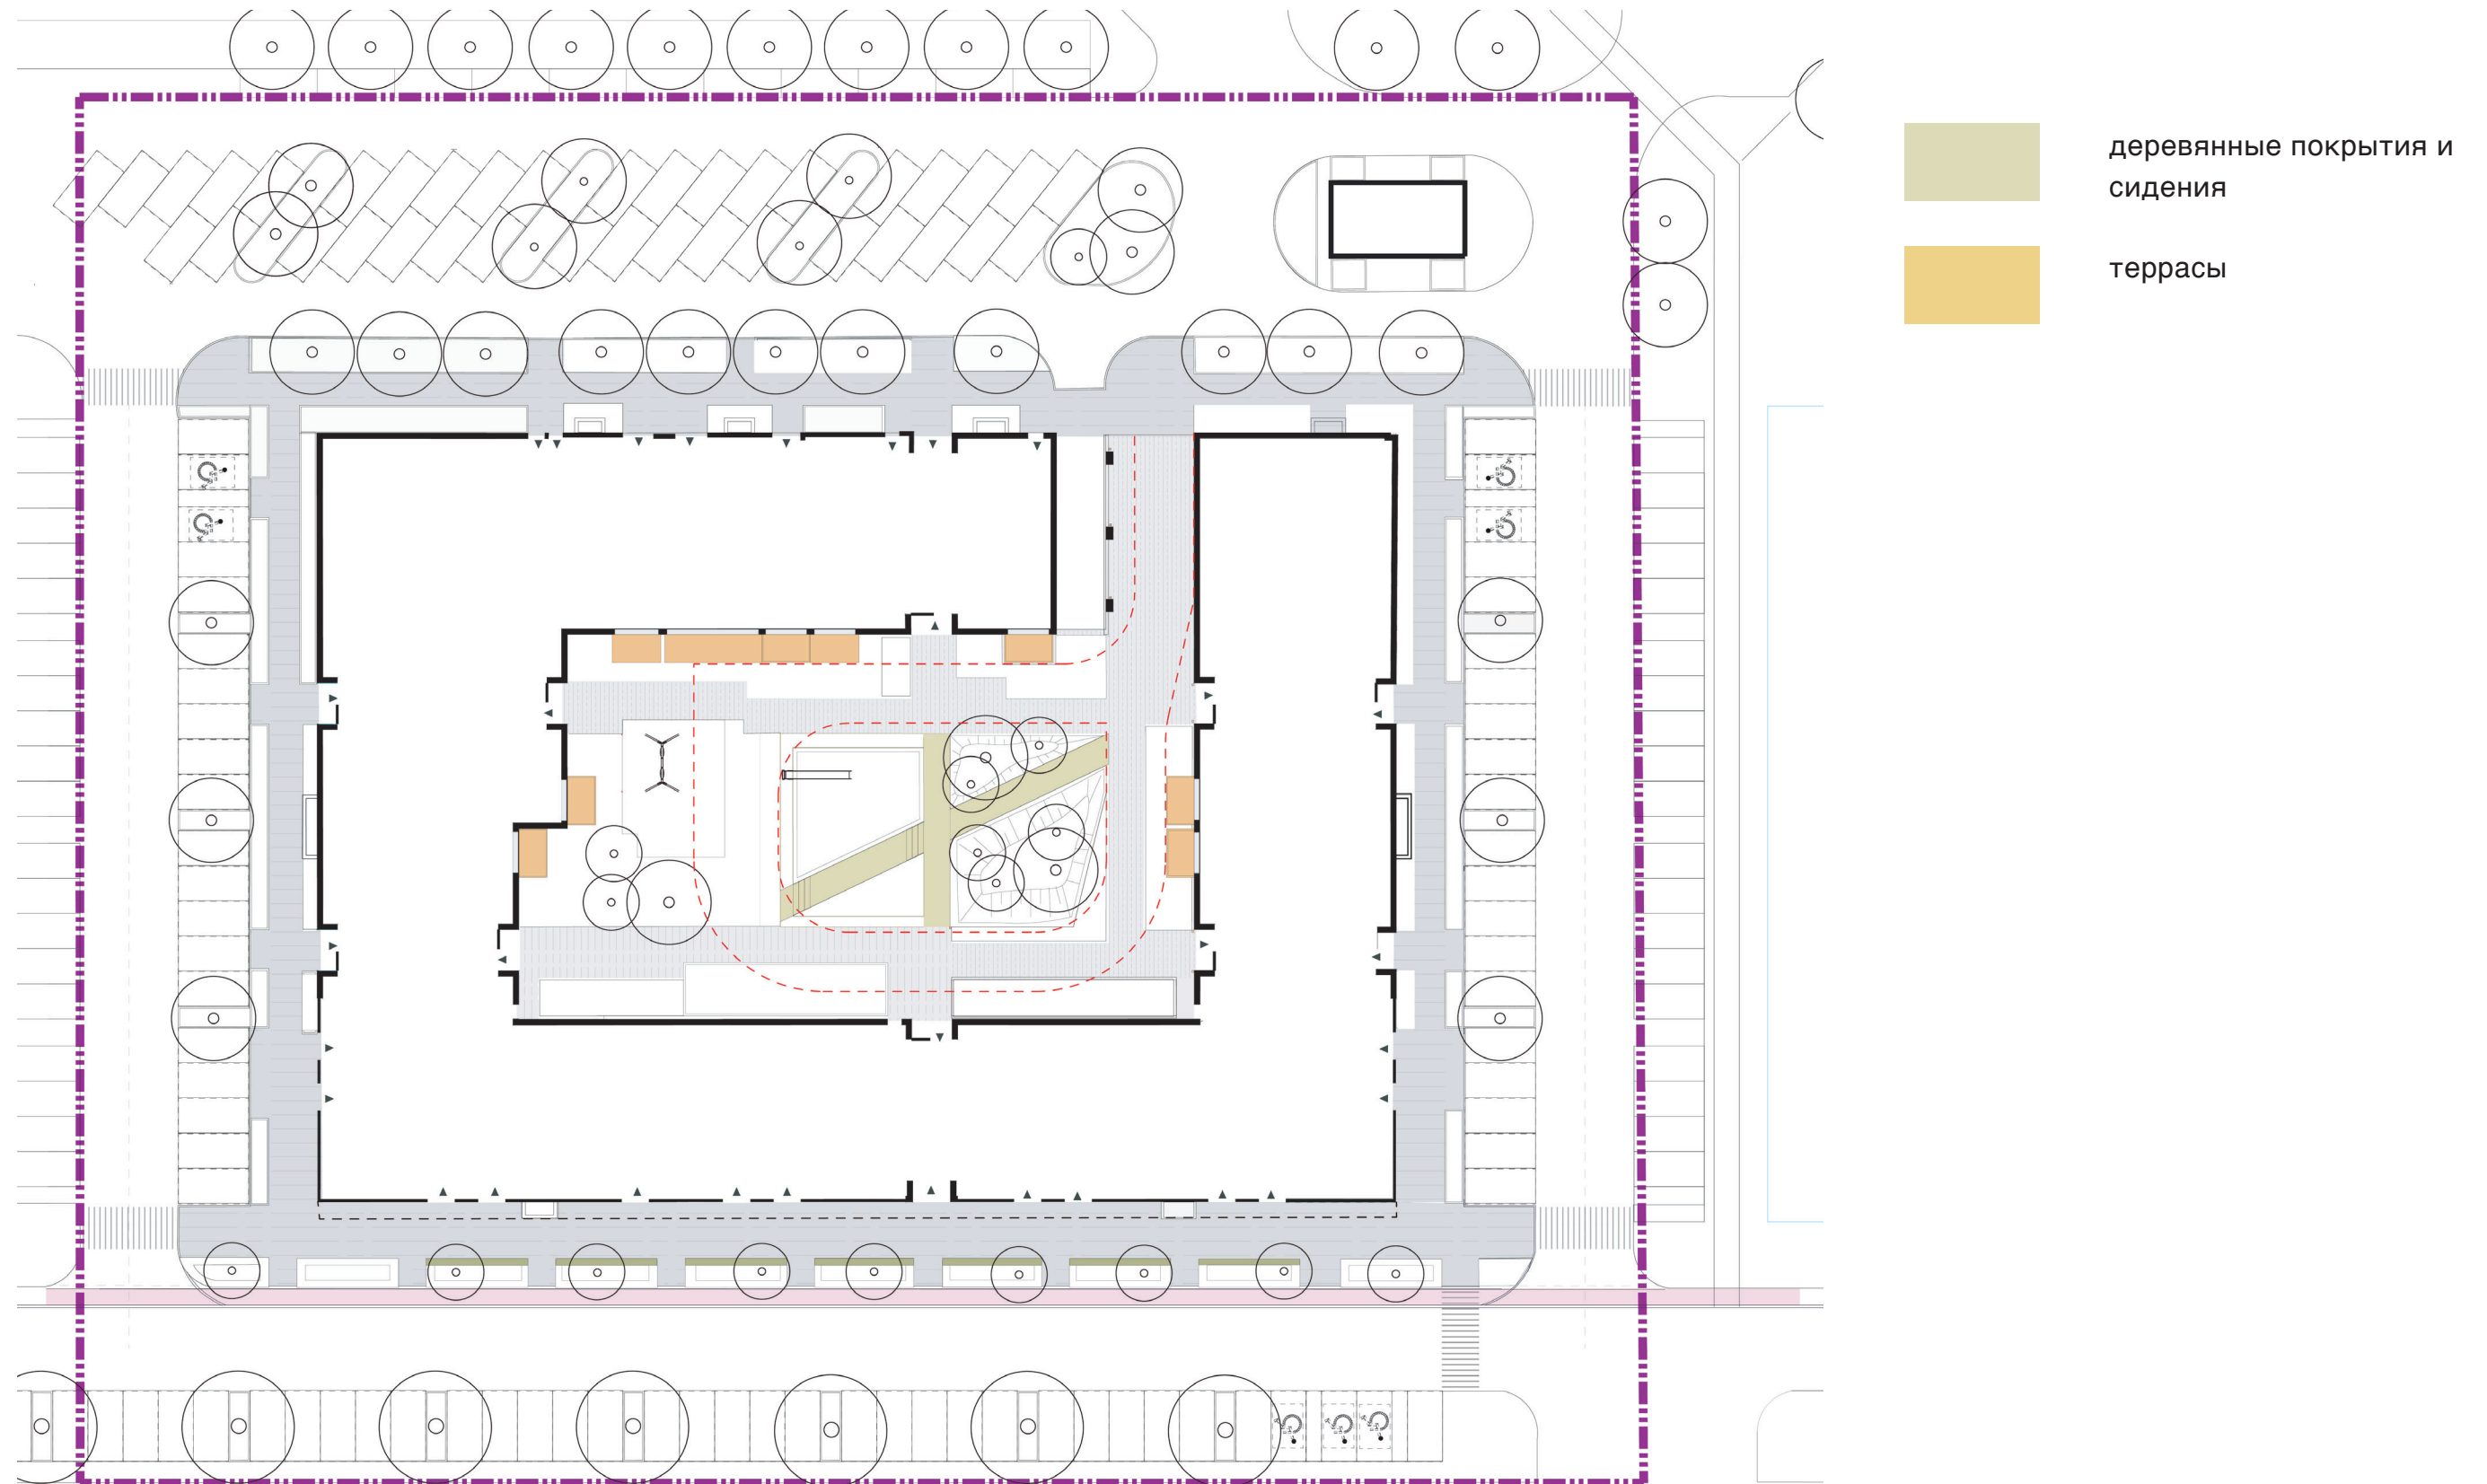 деревянные покрытия и
сидения
террасы